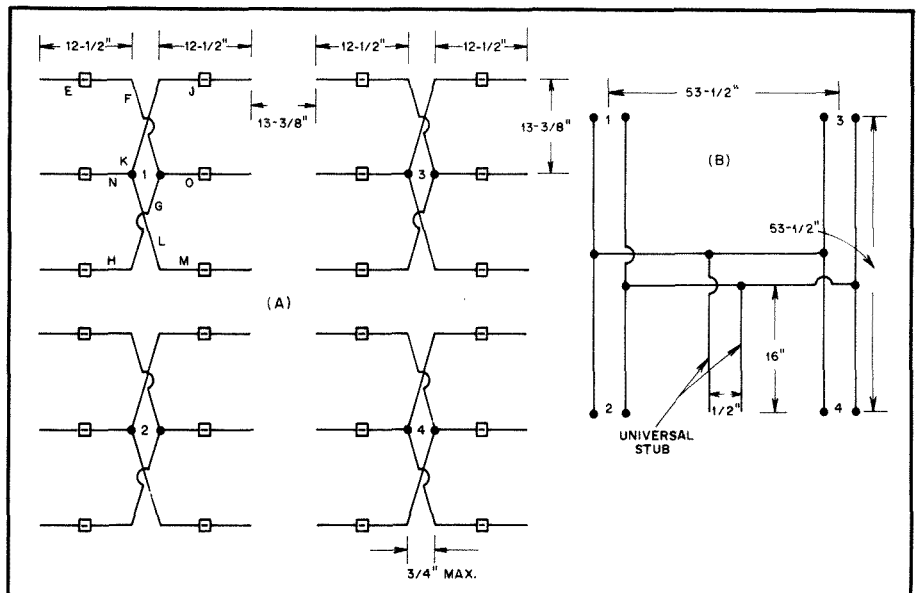 12-1/2"
12-1/2"
12-1/2"
12-1/2"
E
F
J
13-3/8"
13-3/8"
K
N
1
O
3
G
L
H
M
(A)
2
4
3/4" MAX.
53-1/2"
1
3
(B)
53-1/2"
16"
2
1/2"
4
UNIVERSAL
STUB